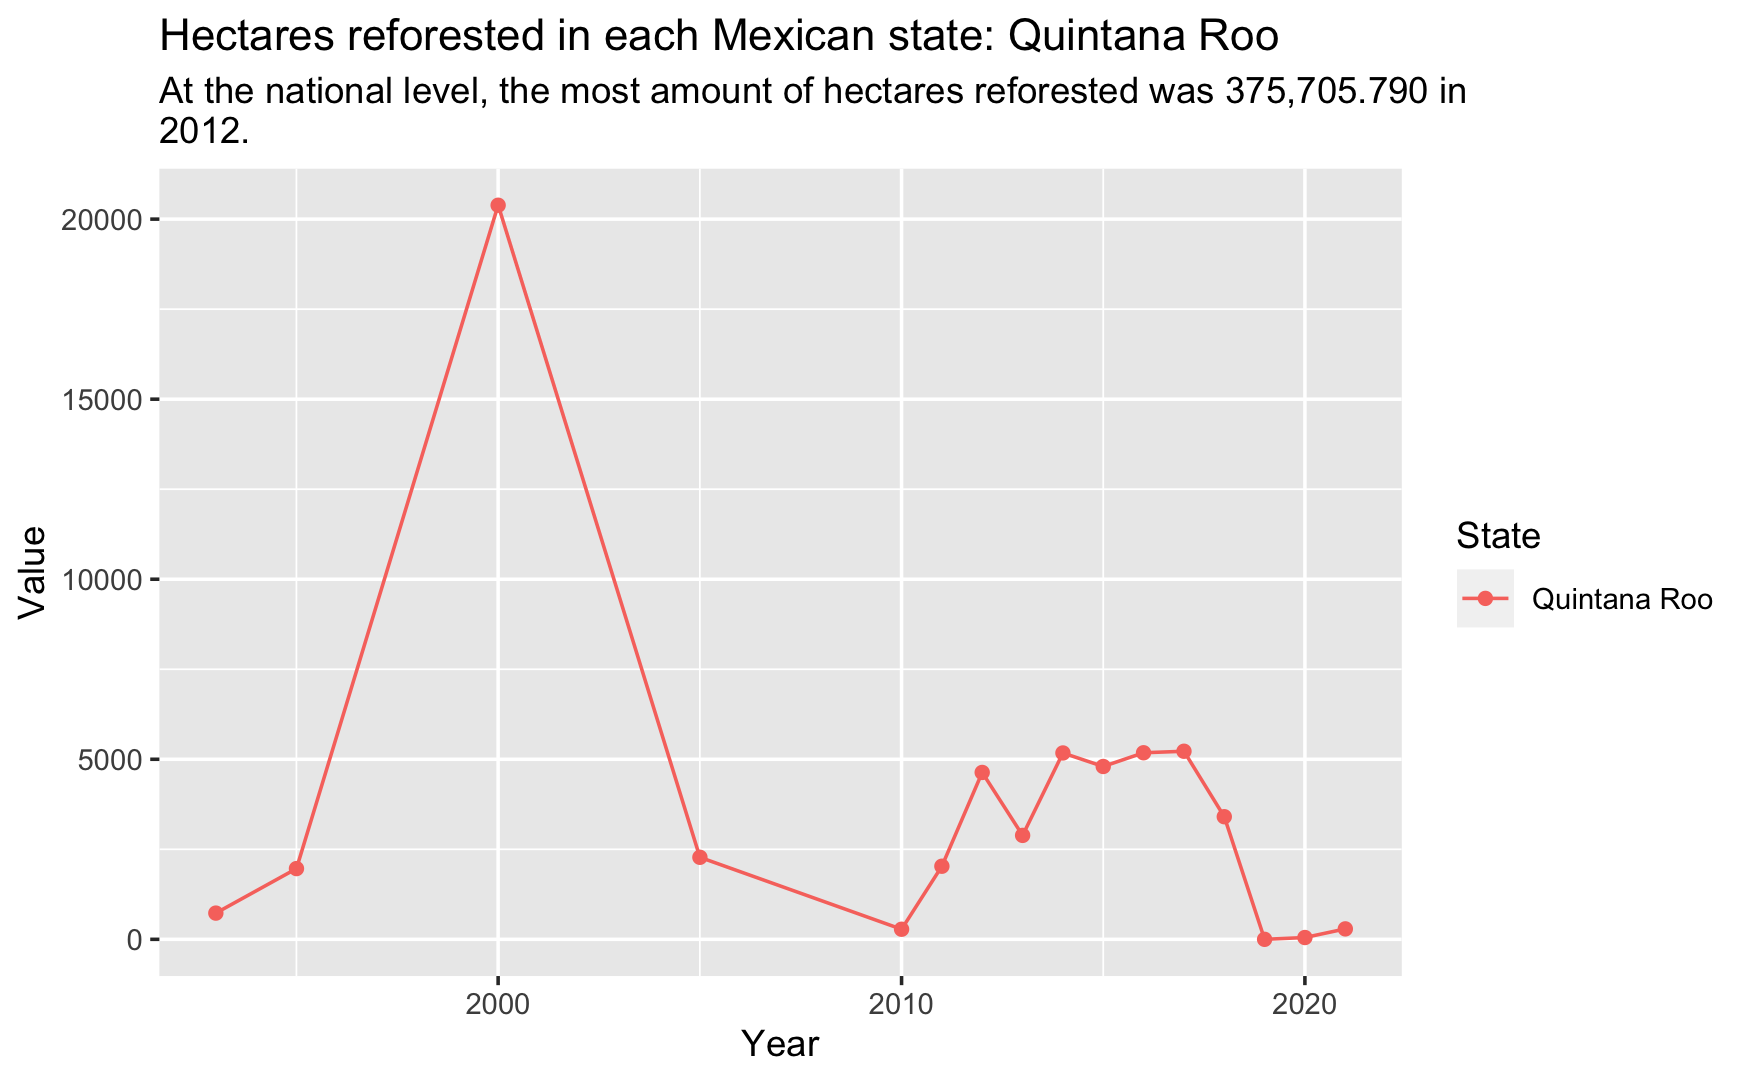 Hectares reforested in each Mexican state: Quintana Roo
At the national level, the most amount of hectares reforested was 375,705.790 in
2012.
20000
15000
10000
5000
0
Value
2000
2010
2020
Year
State
Quintana Roo